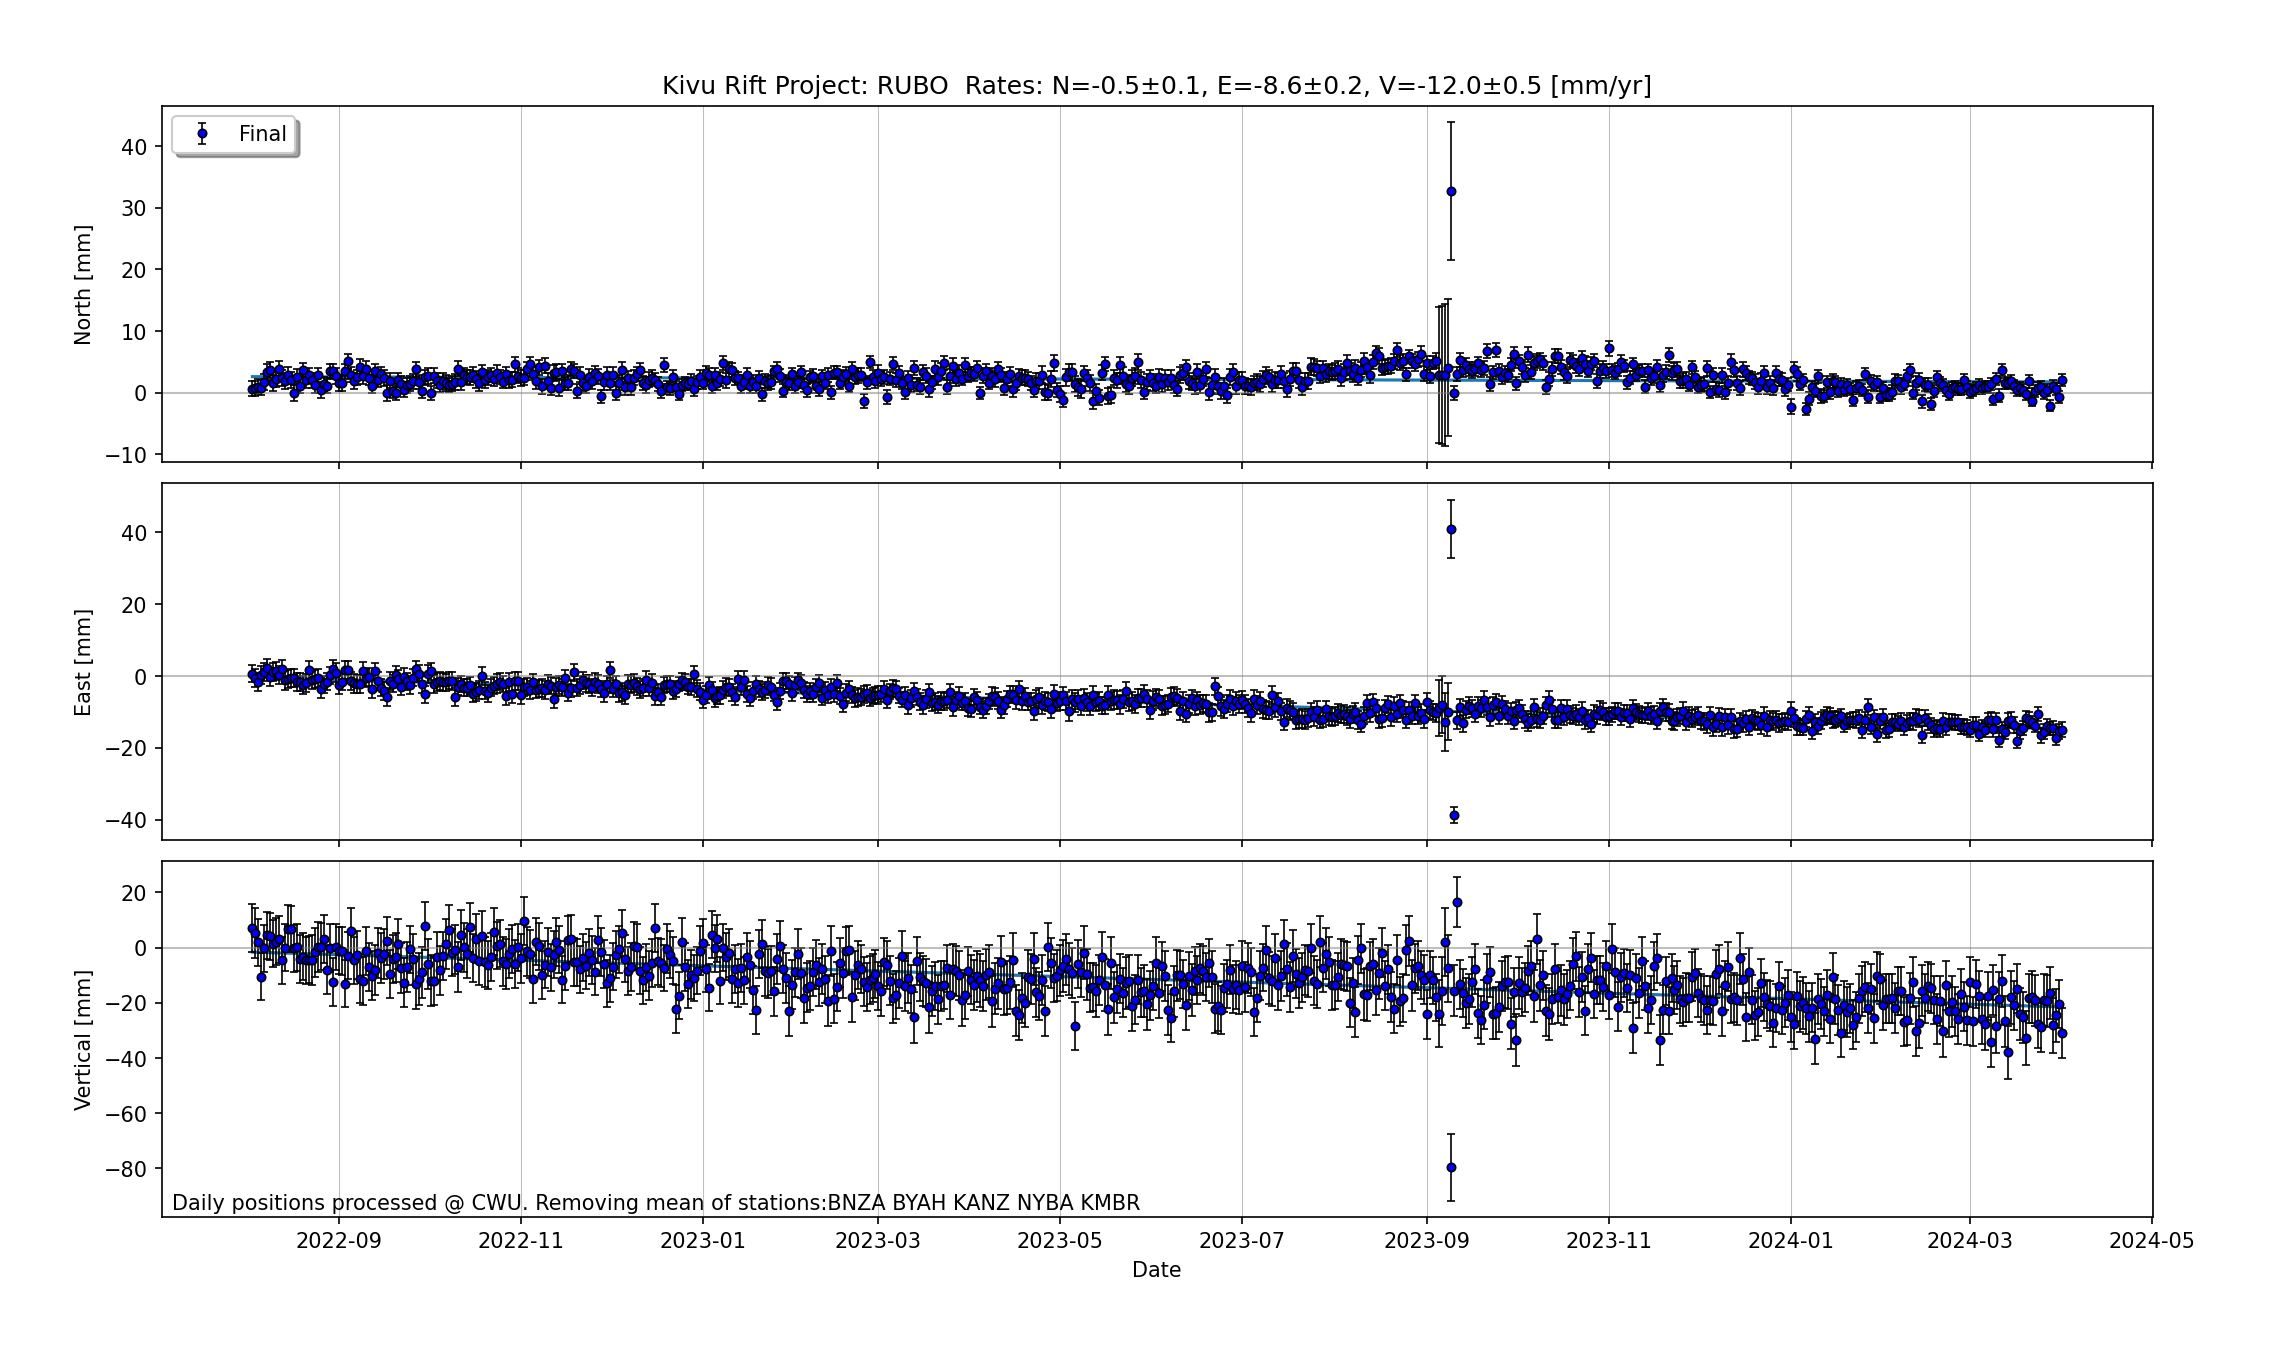 Kivu Rift Project: RUBO  Rates: N=-0.5±0.1, E=-8.6±0.2, V=-12.0±0.5 [mm/yr]
Final
North [mm]
40
30
20
10
0
−10
East [mm]
40
20
0
−20
−40
Vertical [mm]
20
0
−20
−40
−60
−80
Daily positions processed @ CWU. Removing mean of stations:BNZA BYAH KANZ NYBA KMBR
2022-09 2022-11 2023-01 2023-03 2023-05 2023-07 2023-09 2023-11 2024-01 2024-03 2024-05
Date